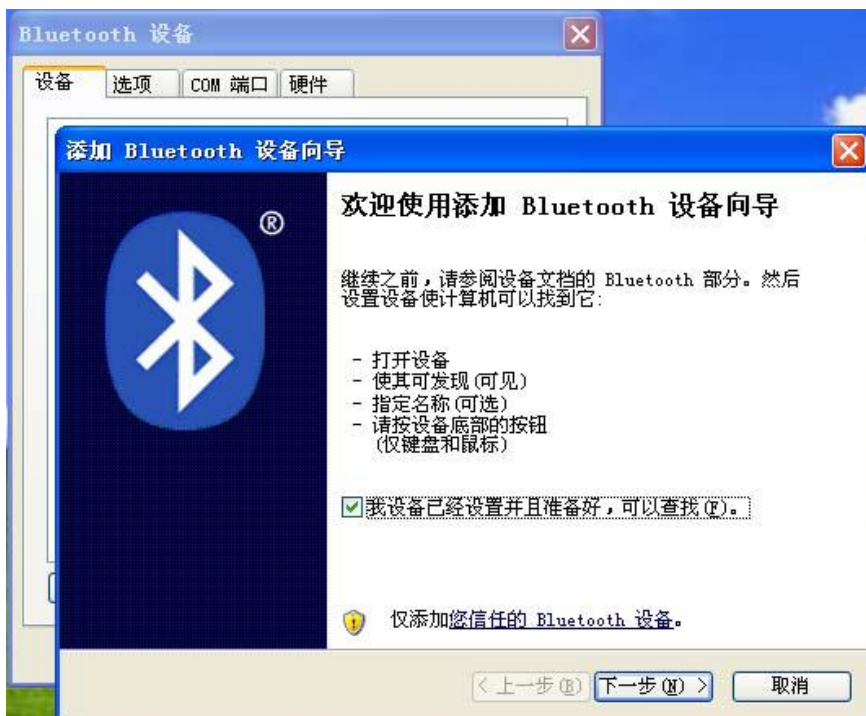 Bluetooth 设备
设备 选项 COM 端口 硬件
添加 Bluetooth 设备向导
®
欢迎使用添加 Bluetooth 设备向导
继续之前，请参阅设备文档的 Bluetooth 部分。然后
设置设备使计算机可以找到它:
- 打开设备
- 使其可发现(可见)
- 指定名称(可选)
- 请按设备底部的按钮
(仅键盘和鼠标)
我设备已经设置并且准备好，可以查找(F)。
仅添加您信任的 Bluetooth 设备。
< 上一步(B) 下一步(N) > 取消